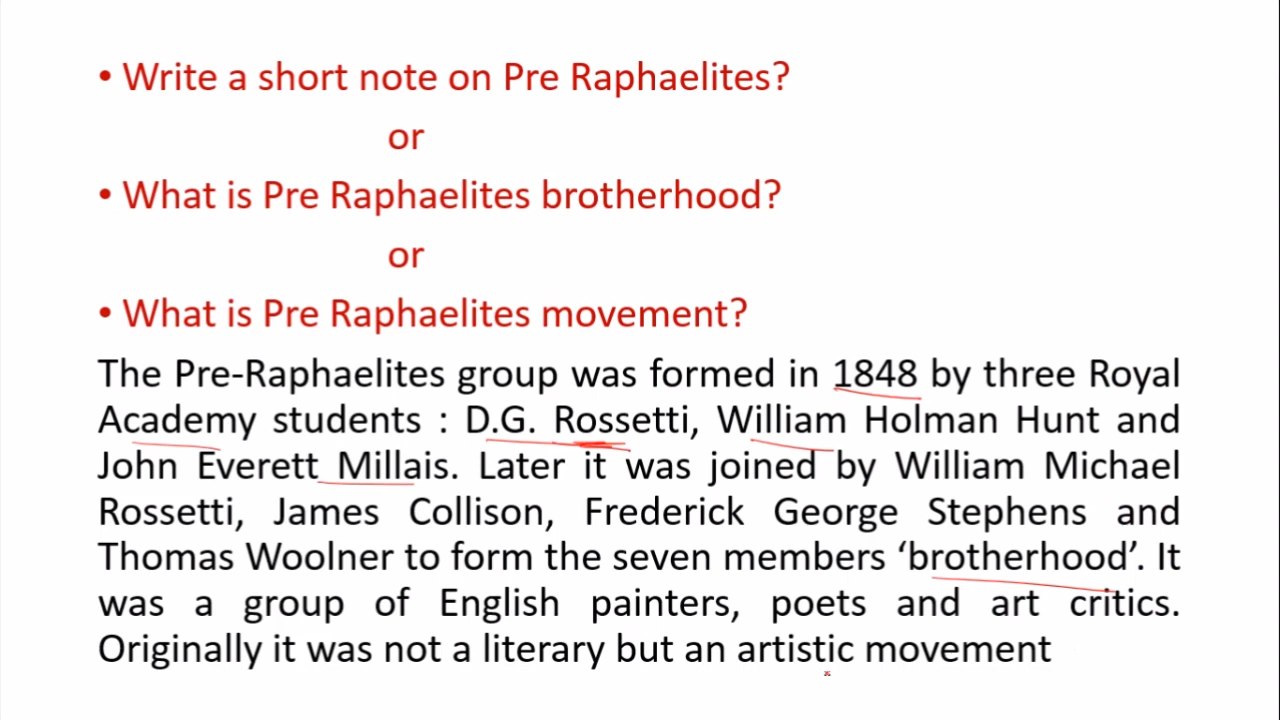 • Write a short note on Pre Raphaelites?
or
• What is Pre Raphaelites brotherhood?
or
• What is Pre Raphaelites movement?
The Pre-Raphaelites group was formed in 1848 by three Royal
Academy students : D.G. Rossetti, William Holman Hunt and
John Everett Millais. Later it was joined by William Michael
Rossetti, James Collison, Frederick George Stephens and
Thomas Woolner to form the seven members ‘brotherhood’. It
was a group of English painters, poets and art critics.
Originally it was not a literary but an artistic movement